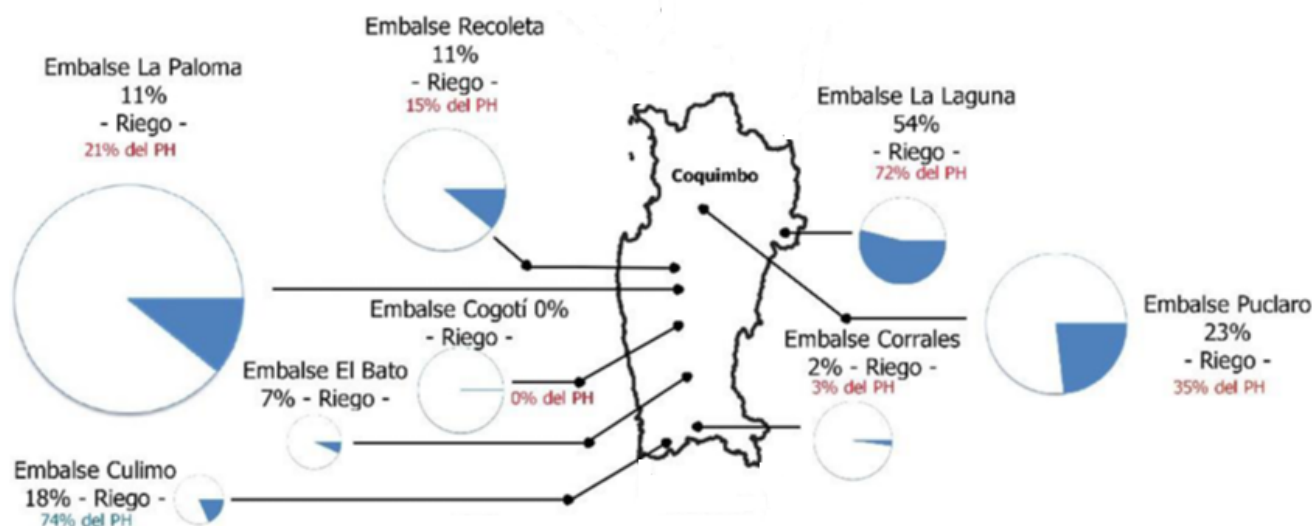 Embalse Recoleta
11%
- Riego -
15% del PH
Embalse La Paloma
11%
- Riego -
21% del PH
Embalse La Laguna
54%
- Riego -
72% del PH
Coquimbo
Embalse Cogotí 0%
- Riego -
0% del PH
Embalse Puclaro
23%
- Riego -
35% del PH
Embalse Corrales
2% - Riego -
3% del PH
Embalse El Bato
7% - Riego -
Embalse Culimo
18% - Riego -
74% del PH